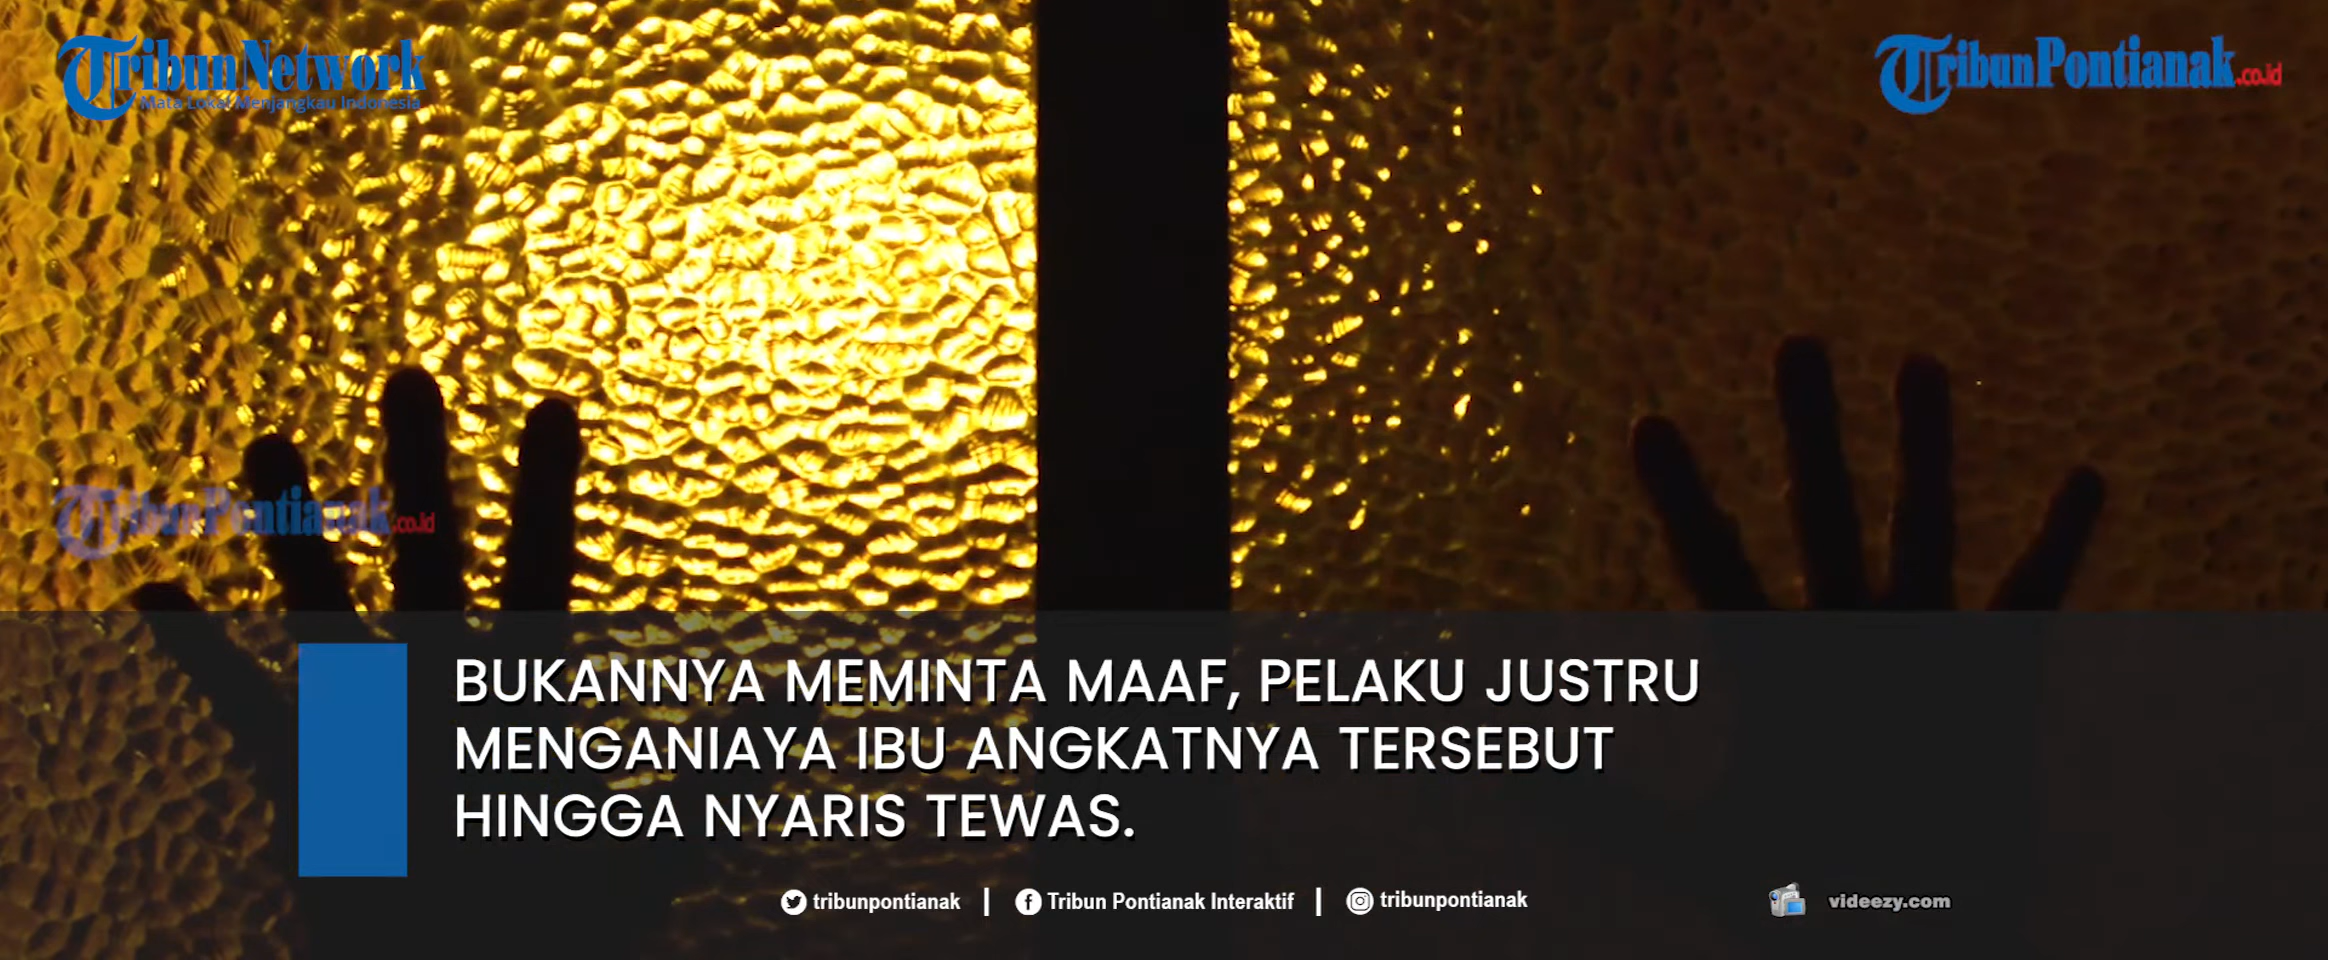 TribunNetwork
Mata Lokal Menjangkau Indonesia
TribunPontianak.co.id
TribunPontianak.co.id
BUKANNYA MEMINTA MAAF, PELAKU JUSTRU
MENGANIAYA IBU ANGKATNYA TERSEBUT
HINGGA NYARIS TEWAS.
tribunpontianak | Tribun Pontianak Interaktif | tribunpontianak
videezy.com